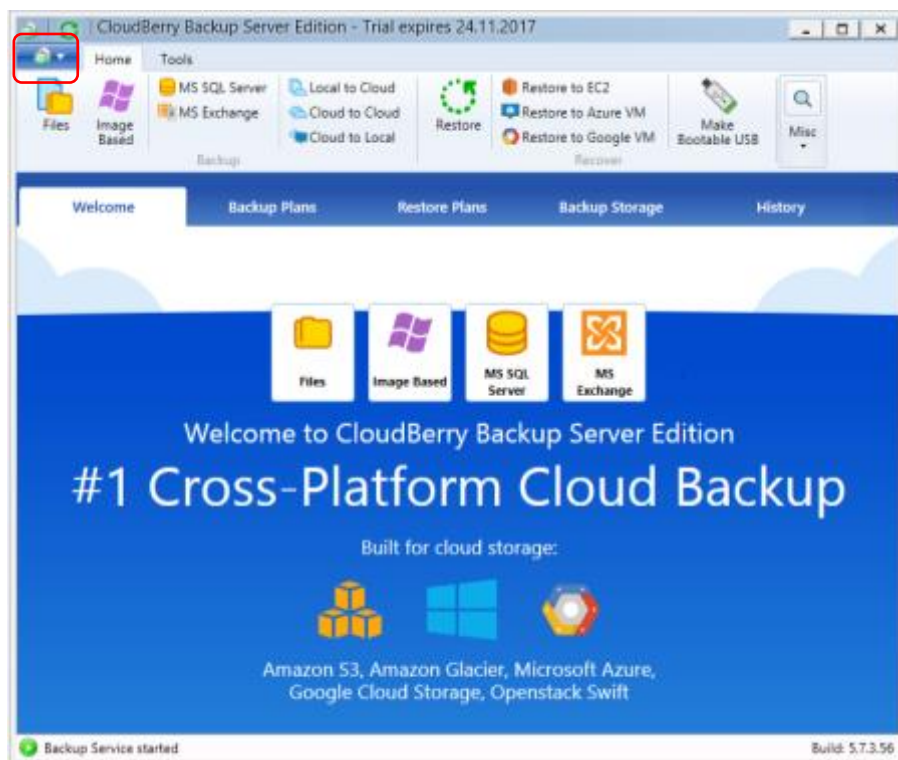 CloudBerry Backup Server Edition - Trial expires 24.11.2017
Home Tools
Files
Image Based
MS SQL Server
MS Exchange
Local to Cloud
Cloud to Cloud
Cloud to Local
Backup
Restore
Restore to EC2
Restore to Azure VM
Restore to Google VM
Recover
Make Bootable USB
Misc
Welcome Backup Plans Restore Plans Backup Storage History
Files
Image Based
MS SQL Server
MS Exchange
Welcome to CloudBerry Backup Server Edition
#1 Cross-Platform Cloud Backup
Built for cloud storage:
Amazon S3, Amazon Glacier, Microsoft Azure,
Google Cloud Storage, Openstack Swift
Backup Service started
Build: 5.7.3.56